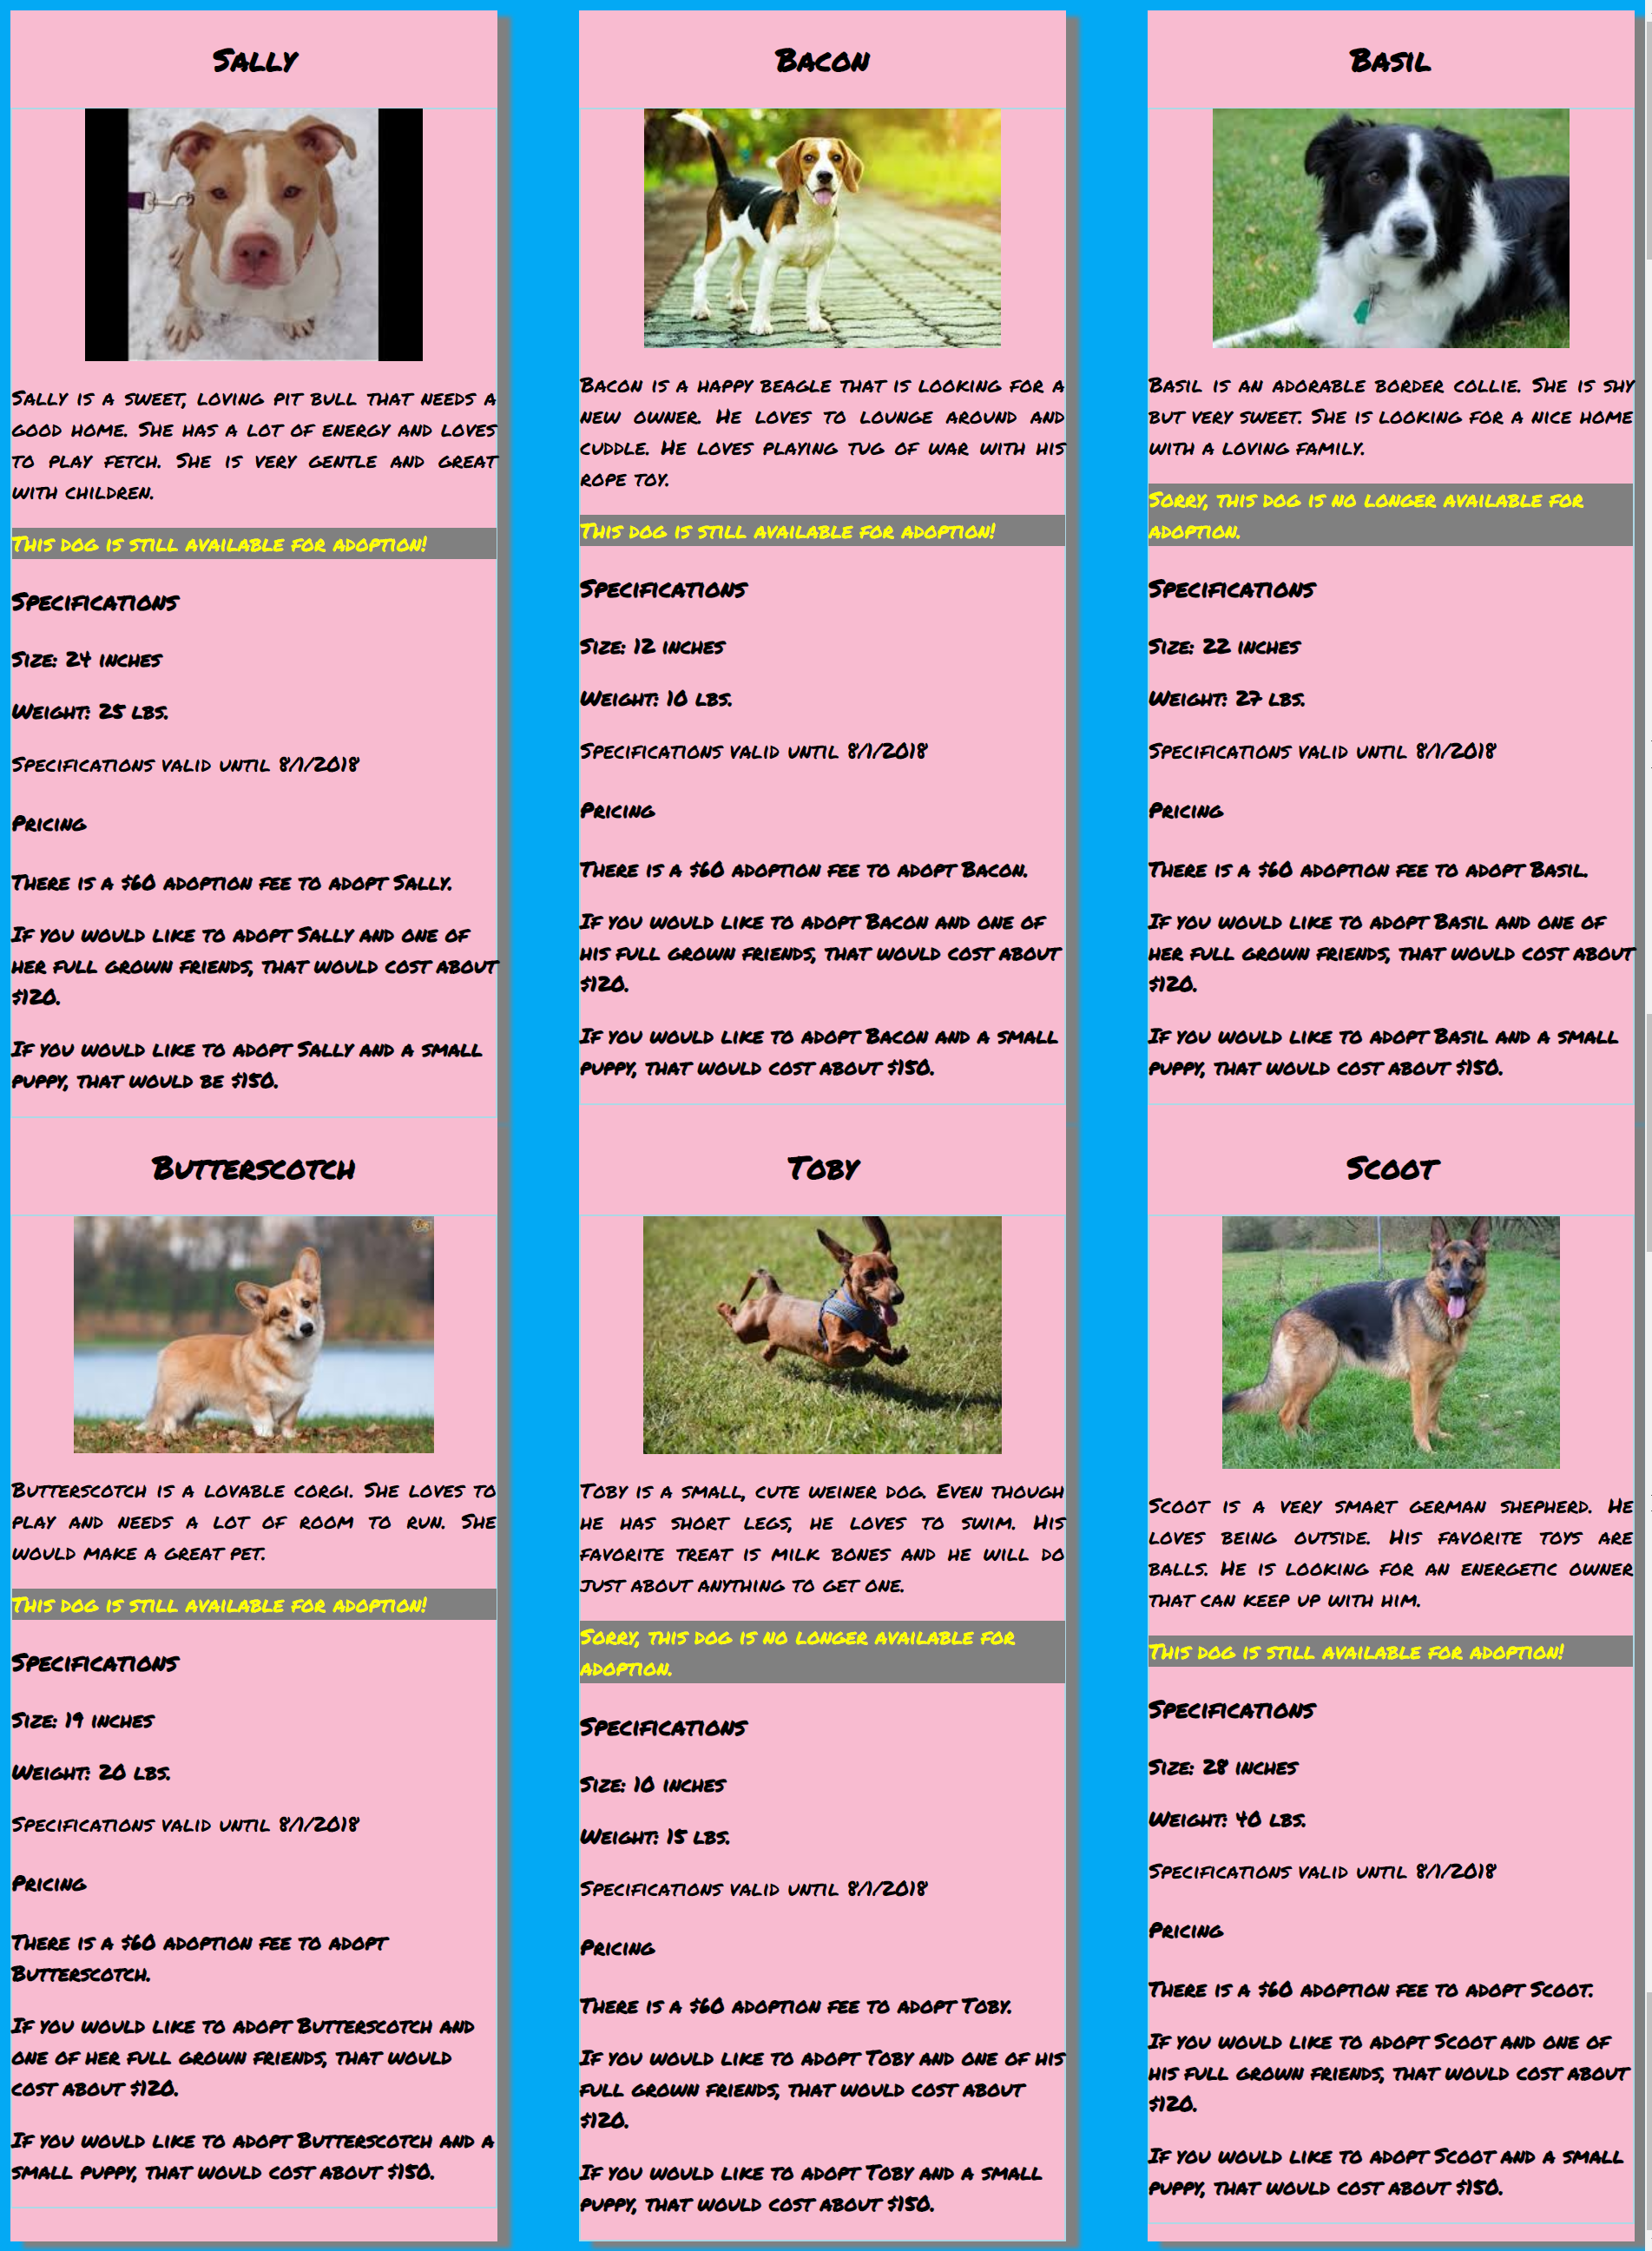 Sally
Sally is a sweet, loving pit bull that needs a
good home. She has a lot of energy and loves
to play fetch. She is very gentle and great
with children.
This dog is still available for adoption!
Specifications
Size: 24 inches
Weight: 25 lbs.
Specifications valid until 8/1/2018
Pricing
There is a $60 adoption fee to adopt Sally.
If you would like to adopt Sally and one of
her full grown friends, that would cost about
$120.
If you would like to adopt Sally and a small
puppy, that would be $150.
Bacon
Bacon is a happy beagle that is looking for a
new owner. He loves to lounge around and
cuddle. He loves playing tug of war with his
rope toy.
This dog is still available for adoption!
Specifications
Size: 12 inches
Weight: 10 lbs.
Specifications valid until 8/1/2018
Pricing
There is a $60 adoption fee to adopt Bacon.
If you would like to adopt Bacon and one of
his full grown friends, that would cost about
$120.
If you would like to adopt Bacon and a small
puppy, that would cost about $150.
Basil
Basil is an adorable border collie. She is shy
but very sweet. She is looking for a nice home
with a loving family.
Sorry, this dog is no longer available for
adoption.
Specifications
Size: 22 inches
Weight: 27 lbs.
Specifications valid until 8/1/2018
Pricing
There is a $60 adoption fee to adopt Basil.
If you would like to adopt Basil and one of
her full grown friends, that would cost about
$120.
If you would like to adopt Basil and a small
puppy, that would cost about $150.
Butterscotch
Butterscotch is a lovable corgi. She loves to
play and needs a lot of room to run. She
would make a great pet.
This dog is still available for adoption!
Specifications
Size: 19 inches
Weight: 20 lbs.
Specifications valid until 8/1/2018
Pricing
There is a $60 adoption fee to adopt
Butterscotch.
If you would like to adopt Butterscotch and
one of her full grown friends, that would
cost about $120.
If you would like to adopt Butterscotch and a
small puppy, that would cost about $150.
Toby
Toby is a small, cute weiner dog. Even though
he has short legs, he loves to swim. His
favorite treat is milk bones and he will do
just about anything to get one.
Sorry, this dog is no longer available for
adoption.
Specifications
Size: 10 inches
Weight: 15 lbs.
Specifications valid until 8/1/2018
Pricing
There is a $60 adoption fee to adopt Toby.
If you would like to adopt Toby and one of his
full grown friends, that would cost about
$120.
If you would like to adopt Toby and a small
puppy, that would cost about $150.
Scoot
Scoot is a very smart german shepherd. He
loves being outside. His favorite toys are
balls. He is looking for an energetic owner
that can keep up with him.
This dog is still available for adoption!
Specifications
Size: 28 inches
Weight: 40 lbs.
Specifications valid until 8/1/2018
Pricing
There is a $60 adoption fee to adopt Scoot.
If you would like to adopt Scoot and one of
his full grown friends, that would cost about
$120.
If you would like to adopt Scoot and a small
puppy, that would cost about $150.